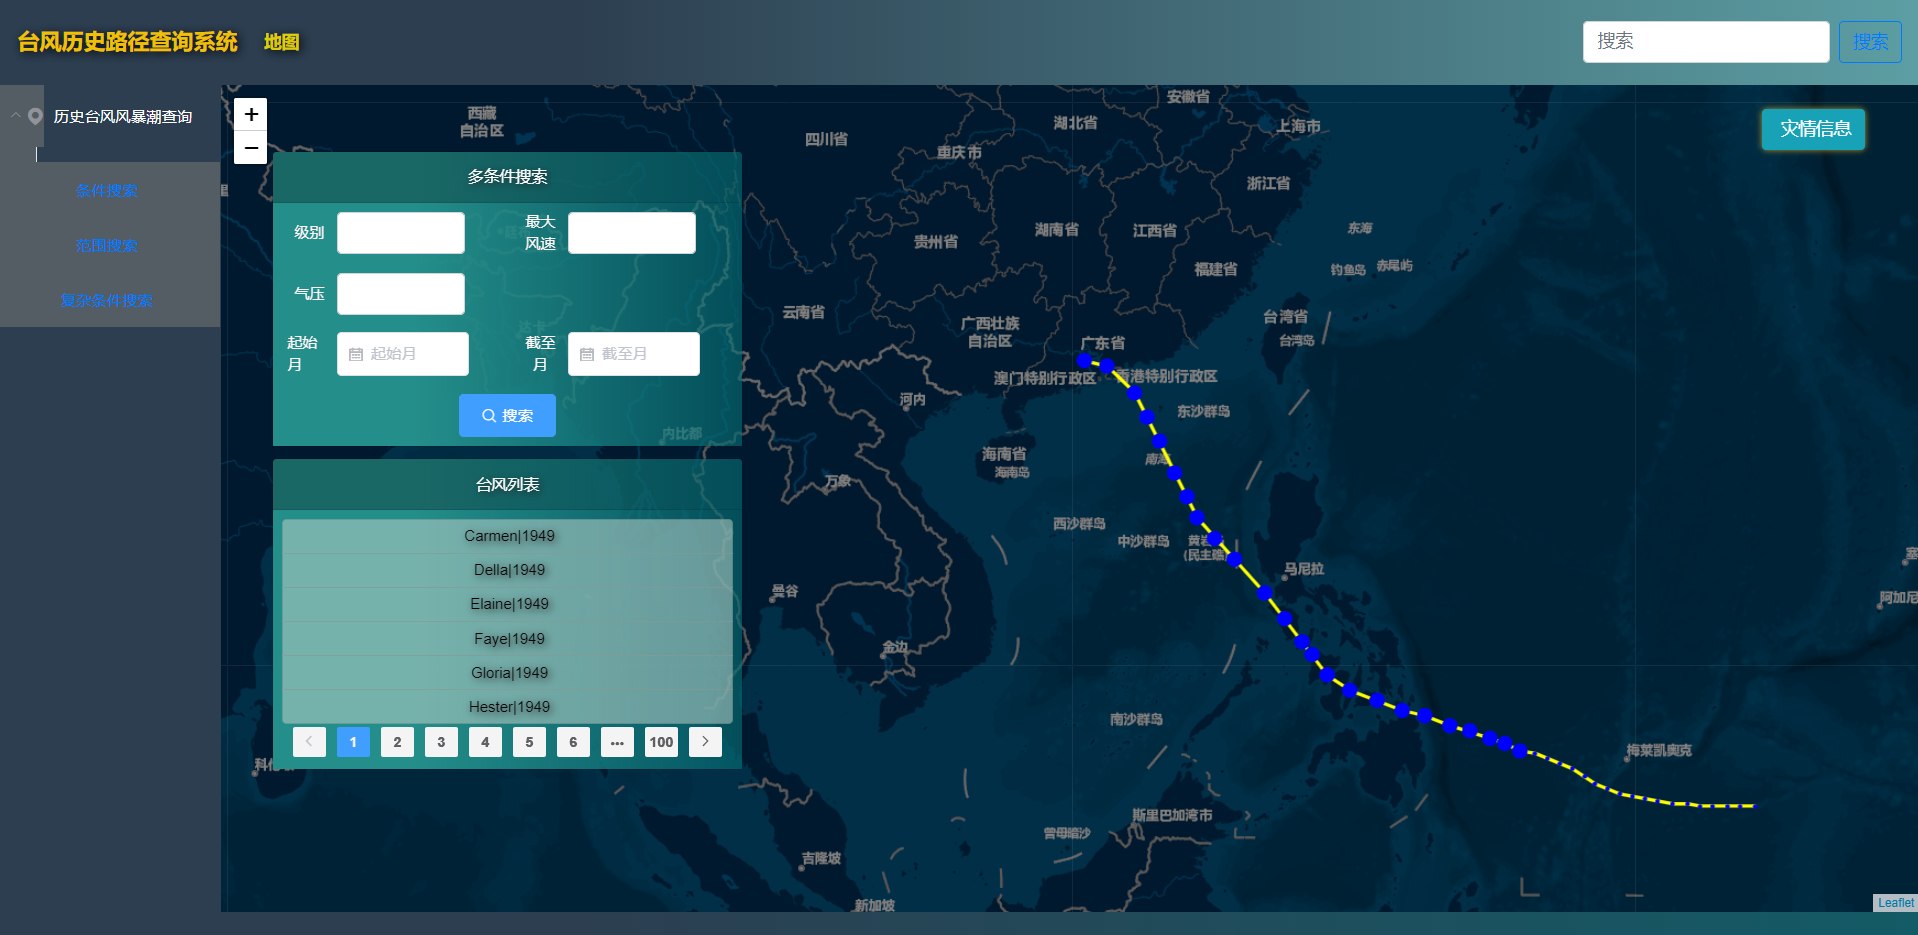 台风历史路径查询系统
地图
搜索
搜索
历史台风风暴潮查询
条件搜索
范围搜索
复杂条件搜索
+
−
灾情信息
多条件搜索
级别
最大
风速
气压
起始
月
起始月
截至
月
截至月
搜索
台风列表
Carmen|1949
Della|1949
Elaine|1949
Faye|1949
Gloria|1949
Hester|1949
1
2
3
4
5
6
•••
100
西藏
自治区
四川省
重庆市
湖北省
安徽省
上海市
浙江省
湖南省
江西省
贵州省
福建省
东海
钓鱼岛
赤尾屿
云南省
广西壮族
自治区
广东省
台湾省
台湾岛
澳门特别行政区
香港特别行政区
东沙群岛
河内
内比都
海南省
海南岛
南海
万象
西沙群岛
中沙群岛
黄岩
(民主礁
马尼拉
曼谷
金边
阿加尼
南沙群岛
梅莱凯奥克
斯里巴加湾市
曾母暗沙
吉隆坡
新加坡
Leaflet